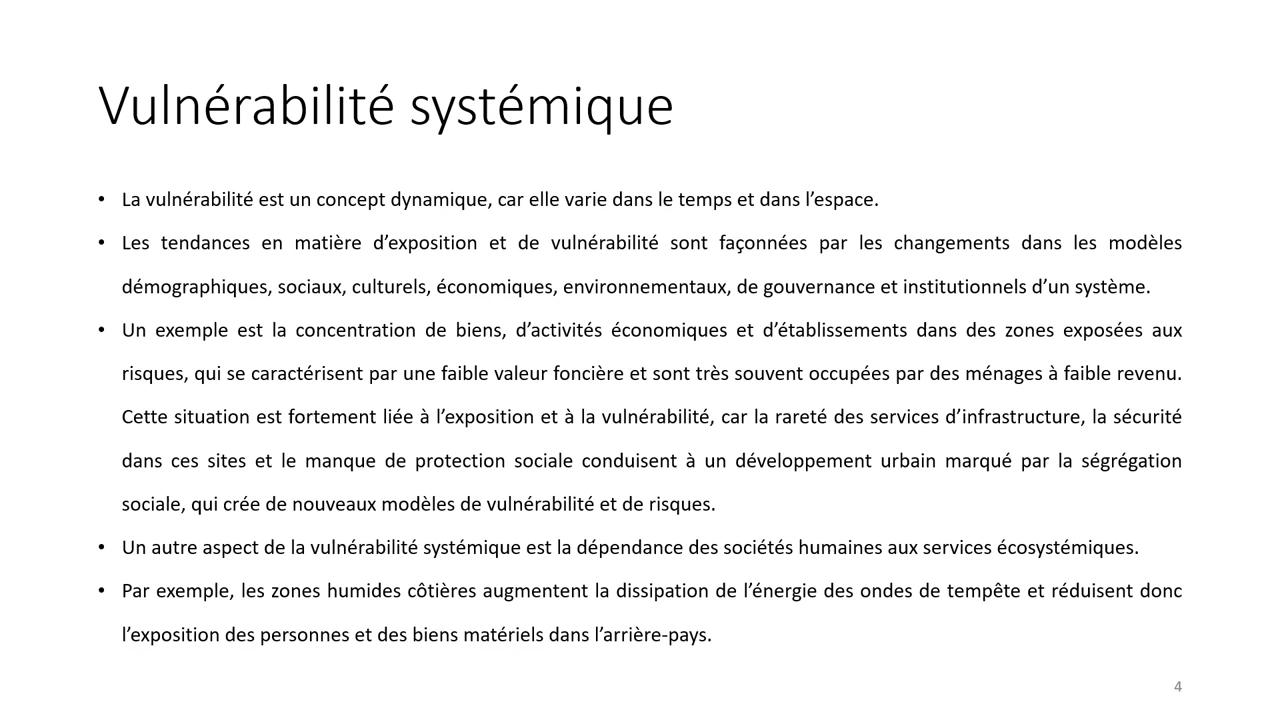 Vulnérabilité systémique
• La vulnérabilité est un concept dynamique, car elle varie dans le temps et dans l’espace.
• Les tendances en matière d’exposition et de vulnérabilité sont façonnées par les changements dans les modèles
démographiques, sociaux, culturels, économiques, environnementaux, de gouvernance et institutionnels d’un système.
• Un exemple est la concentration de biens, d’activités économiques et d’établissements dans des zones exposées aux
risques, qui se caractérisent par une faible valeur foncière et sont très souvent occupées par des ménages à faible revenu.
Cette situation est fortement liée à l’exposition et à la vulnérabilité, car la rareté des services d’infrastructure, la sécurité
dans ces sites et le manque de protection sociale conduisent à un développement urbain marqué par la ségrégation
sociale, qui crée de nouveaux modèles de vulnérabilité et de risques.
• Un autre aspect de la vulnérabilité systémique est la dépendance des sociétés humaines aux services écosystémiques.
• Par exemple, les zones humides côtières augmentent la dissipation de l’énergie des ondes de tempête et réduisent donc
l’exposition des personnes et des biens matériels dans l’arrière-pays.
4